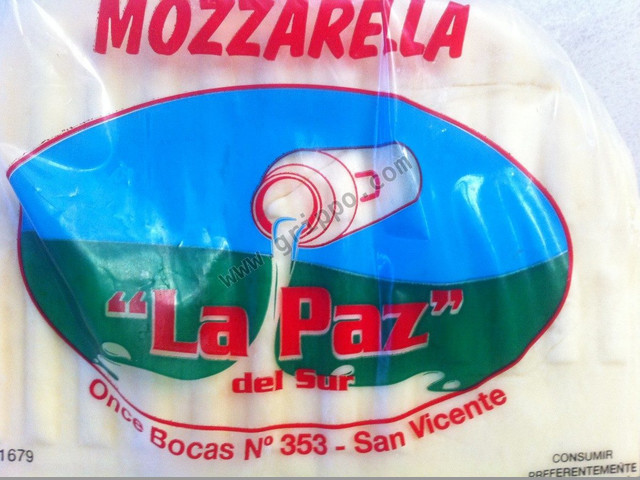 MOZZARELLA
www.grippo.com
"La Paz"
del Sur
Once Bocas Nº 353 - San Vicente
1679
CONSUMIR
PREFERENTEMENTE